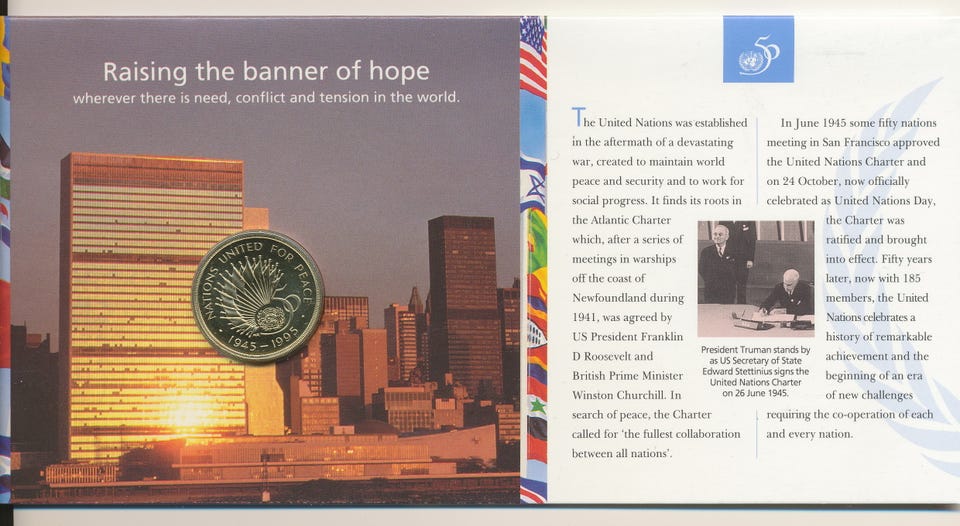 Raising the banner of hope
wherever there is need, conflict and tension in the world.
NATIONS UNITED FOR PEACE
1945–1995
50
The United Nations was established
in the aftermath of a devastating
war, created to maintain world
peace and security and to work for
social progress. It finds its roots in
the Atlantic Charter
which, after a series of
meetings in warships
off the coast of
Newfoundland during
1941, was agreed by
US President Franklin
D Roosevelt and
British Prime Minister
Winston Churchill. In
search of peace, the Charter
called for ‘the fullest collaboration
between all nations’.
In June 1945 some fifty nations
meeting in San Francisco approved
the United Nations Charter and
on 24 October, now officially
celebrated as United Nations Day,
the Charter was
ratified and brought
into effect. Fifty years
later, now with 185
members, the United
Nations celebrates a
history of remarkable
achievement and the
beginning of an era
of new challenges
requiring the co-operation of each
and every nation.
President Truman stands by
as US Secretary of State
Edward Stettinius signs the
United Nations Charter
on 26 June 1945.